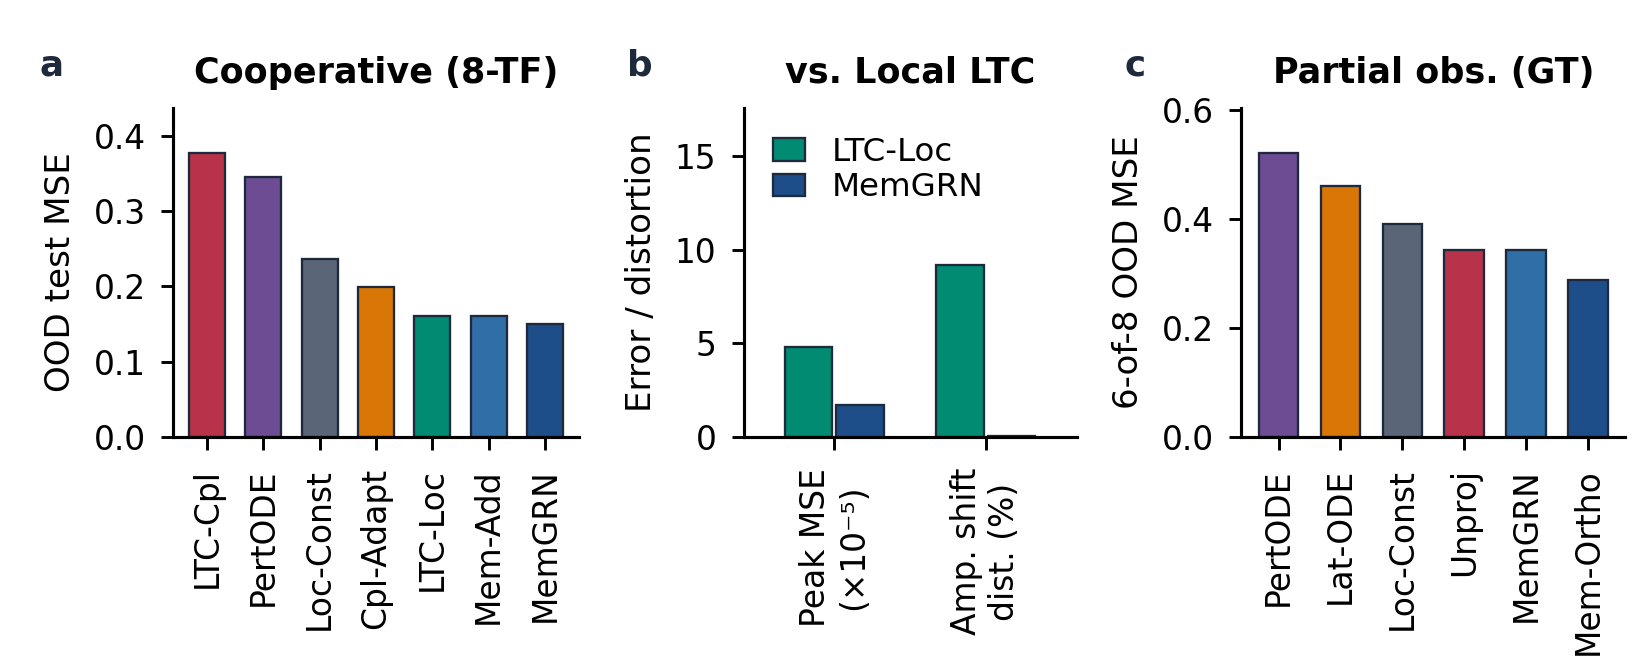 a
Cooperative (8-TF)
OOD test MSE
0.4
0.3
0.2
0.1
0.0
LTC-Cpl
PertODE
Loc-Const
Cpl-Adapt
LTC-Loc
Mem-Add
MemGRN
b
vs. Local LTC
Error / distortion
15
10
5
0
LTC-Loc
MemGRN
Peak MSE
(×10⁻⁵)
Amp. shift
dist. (%)
c
Partial obs. (GT)
6-of-8 OOD MSE
0.6
0.4
0.2
0.0
PertODE
Lat-ODE
Loc-Const
Unproj
MemGRN
Mem-Ortho